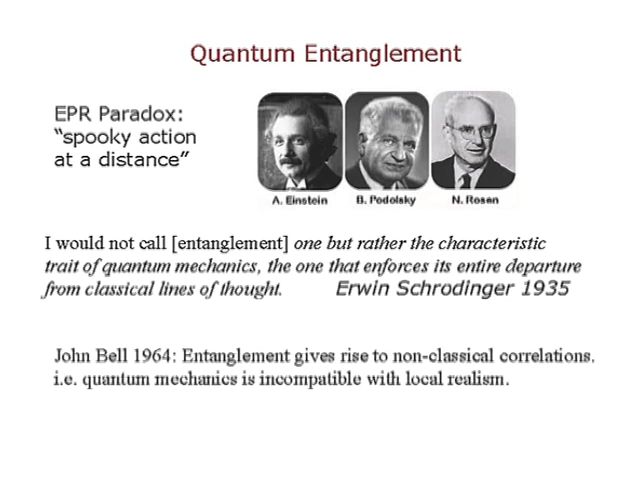 Quantum Entanglement
EPR Paradox:
“spooky action
at a distance”
A. Einstein B. Podolsky N. Rosen
I would not call [entanglement] one but rather the characteristic
trait of quantum mechanics, the one that enforces its entire departure
from classical lines of thought. Erwin Schrodinger 1935
John Bell 1964: Entanglement gives rise to non-classical correlations.
i.e. quantum mechanics is incompatible with local realism.